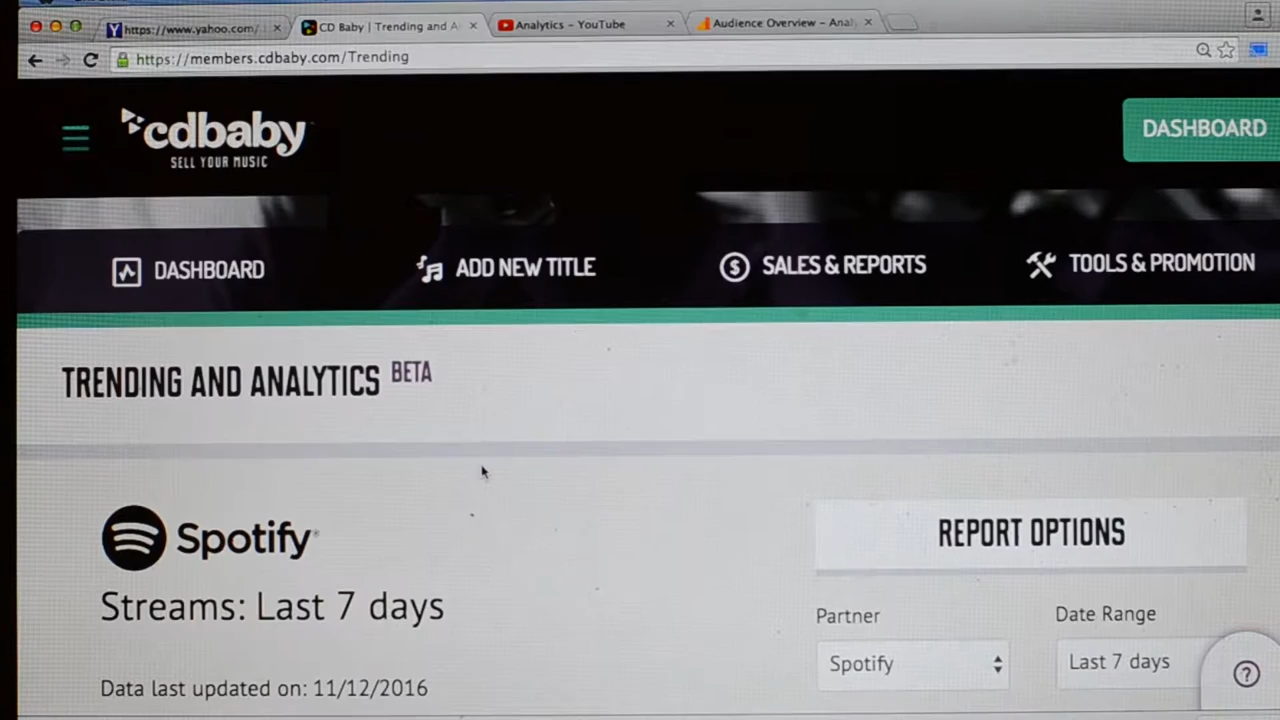 https://www.yahoo.com/
CD Baby | Trending and A
Analytics - YouTube
Audience Overview - Anal
https://members.cdbaby.com/Trending
cdbaby
SELL YOUR MUSIC
DASHBOARD
DASHBOARD
ADD NEW TITLE
SALES & REPORTS
TOOLS & PROMOTION
TRENDING AND ANALYTICS BETA
Spotify
REPORT OPTIONS
Streams: Last 7 days
Partner
Date Range
Spotify
Last 7 days
Data last updated on: 11/12/2016